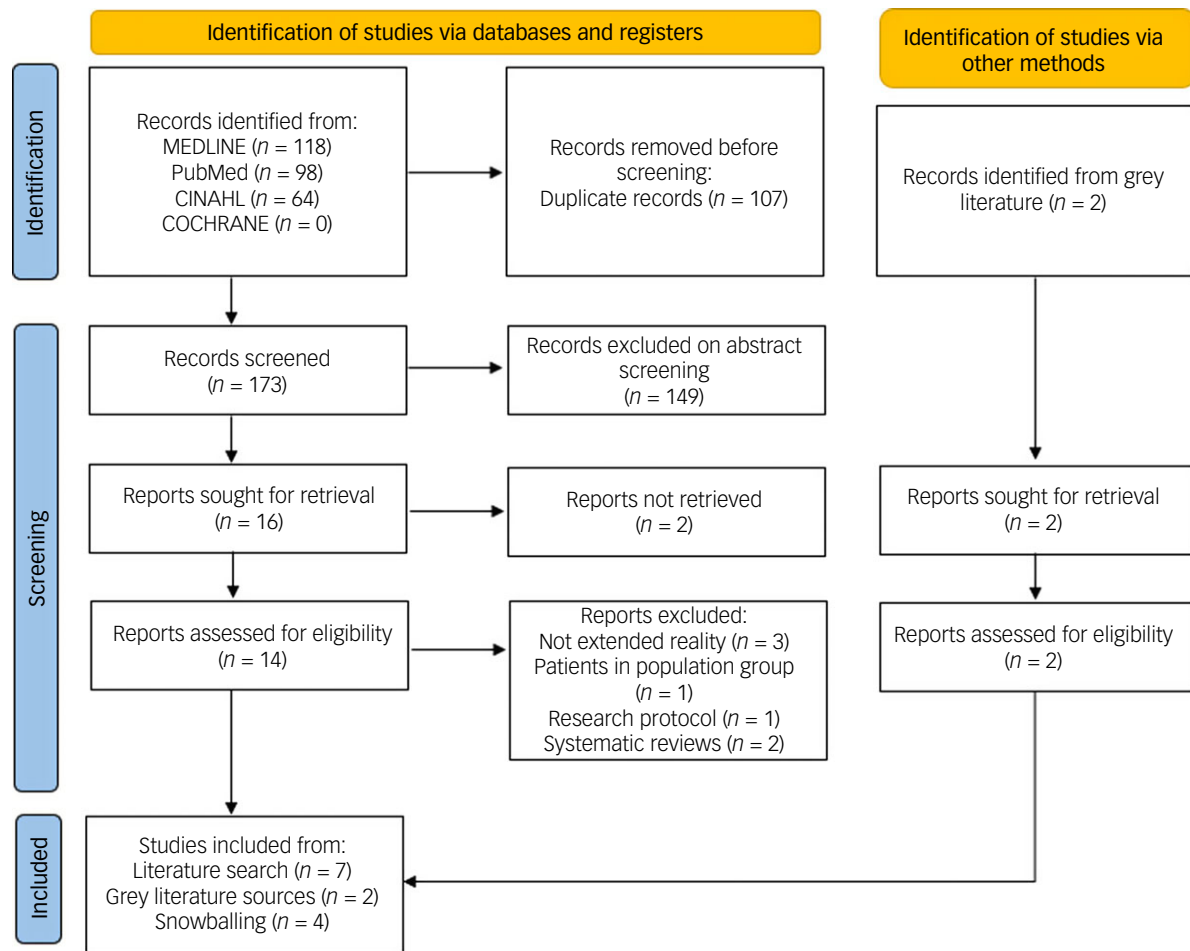 Identification of studies via databases and registers
Identification of studies via
other methods
Identification
Records identified from:
MEDLINE (n = 118)
PubMed (n = 98)
CINAHL (n = 64)
COCHRANE (n = 0)
Records removed before
screening:
Duplicate records (n = 107)
Records identified from grey
literature (n = 2)
Screening
Records screened
(n = 173)
Records excluded on abstract
screening
(n = 149)
Reports sought for retrieval
(n = 16)
Reports not retrieved
(n = 2)
Reports sought for retrieval
(n = 2)
Reports assessed for eligibility
(n = 14)
Reports excluded:
Not extended reality (n = 3)
Patients in population group
(n = 1)
Research protocol (n = 1)
Systematic reviews (n = 2)
Reports assessed for eligibility
(n = 2)
Included
Studies included from:
Literature search (n = 7)
Grey literature sources (n = 2)
Snowballing (n = 4)